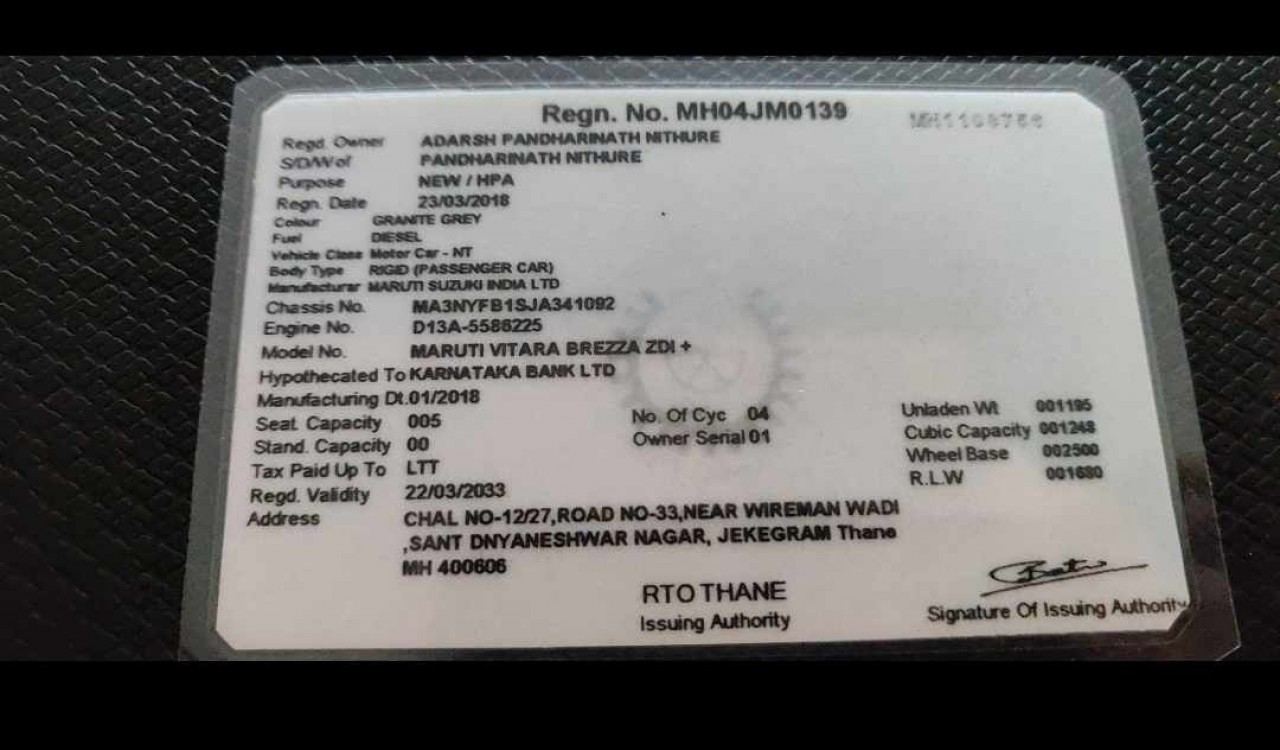 Regn. No. MH04JM0139
Regd. Owner ADARSH PANDHARINATH NITHURE
S/D/W of PANDHARINATH NITHURE
Purpose NEW / HPA
Regn. Date 23/03/2018
Colour GRANITE GREY
Fuel DIESEL
Vehicle Class Motor Car - NT
Body Type RIGID (PASSENGER CAR)
Manufacturar MARUTI SUZUKI INDIA LTD
Chassis No. MA3NYFB1SJA341092
Engine No. D13A-5586225
Model No. MARUTI VITARA BREZZA ZDI +
Hypothecated To KARNATAKA BANK LTD
Manufacturing Dt.01/2018
Seat. Capacity 005 No. Of Cyc 04 Unladen Wt 001195
Stand. Capacity 00 Owner Serial 01 Cubic Capacity 001248
Tax Paid Up To LTT Wheel Base 002500
Regd. Validity 22/03/2033 R.L.W 001680
Address CHAL NO-12/27,ROAD NO-33,NEAR WIREMAN WADI
,SANT DNYANESHWAR NAGAR, JEKEGRAM Thane
MH 400606
RTO THANE
Issuing Authority
Signature Of Issuing Authority